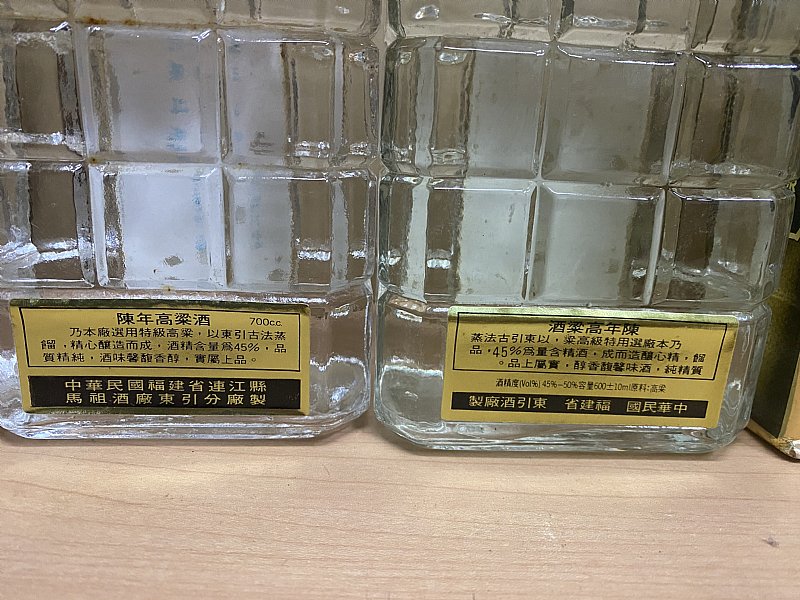 陳年高粱酒 700cc.
乃本廠選用特級高粱，以東引古法蒸
餾，精心釀造而成，酒精含量為45%，品
質精純，酒味馨馥香醇，實屬上品。
中華民國福建省連江縣
馬祖酒廠東引分廠製
陳年高粱酒
乃本廠選用特級高粱，以東引古法蒸
餾，精心釀造而成，酒精含量為45%，品
質精純，酒味馨馥香醇，實屬上品。
酒精度(Vol%)45%-50%容量600±10ml原料:高粱
中華民國 福建省 東引酒廠製